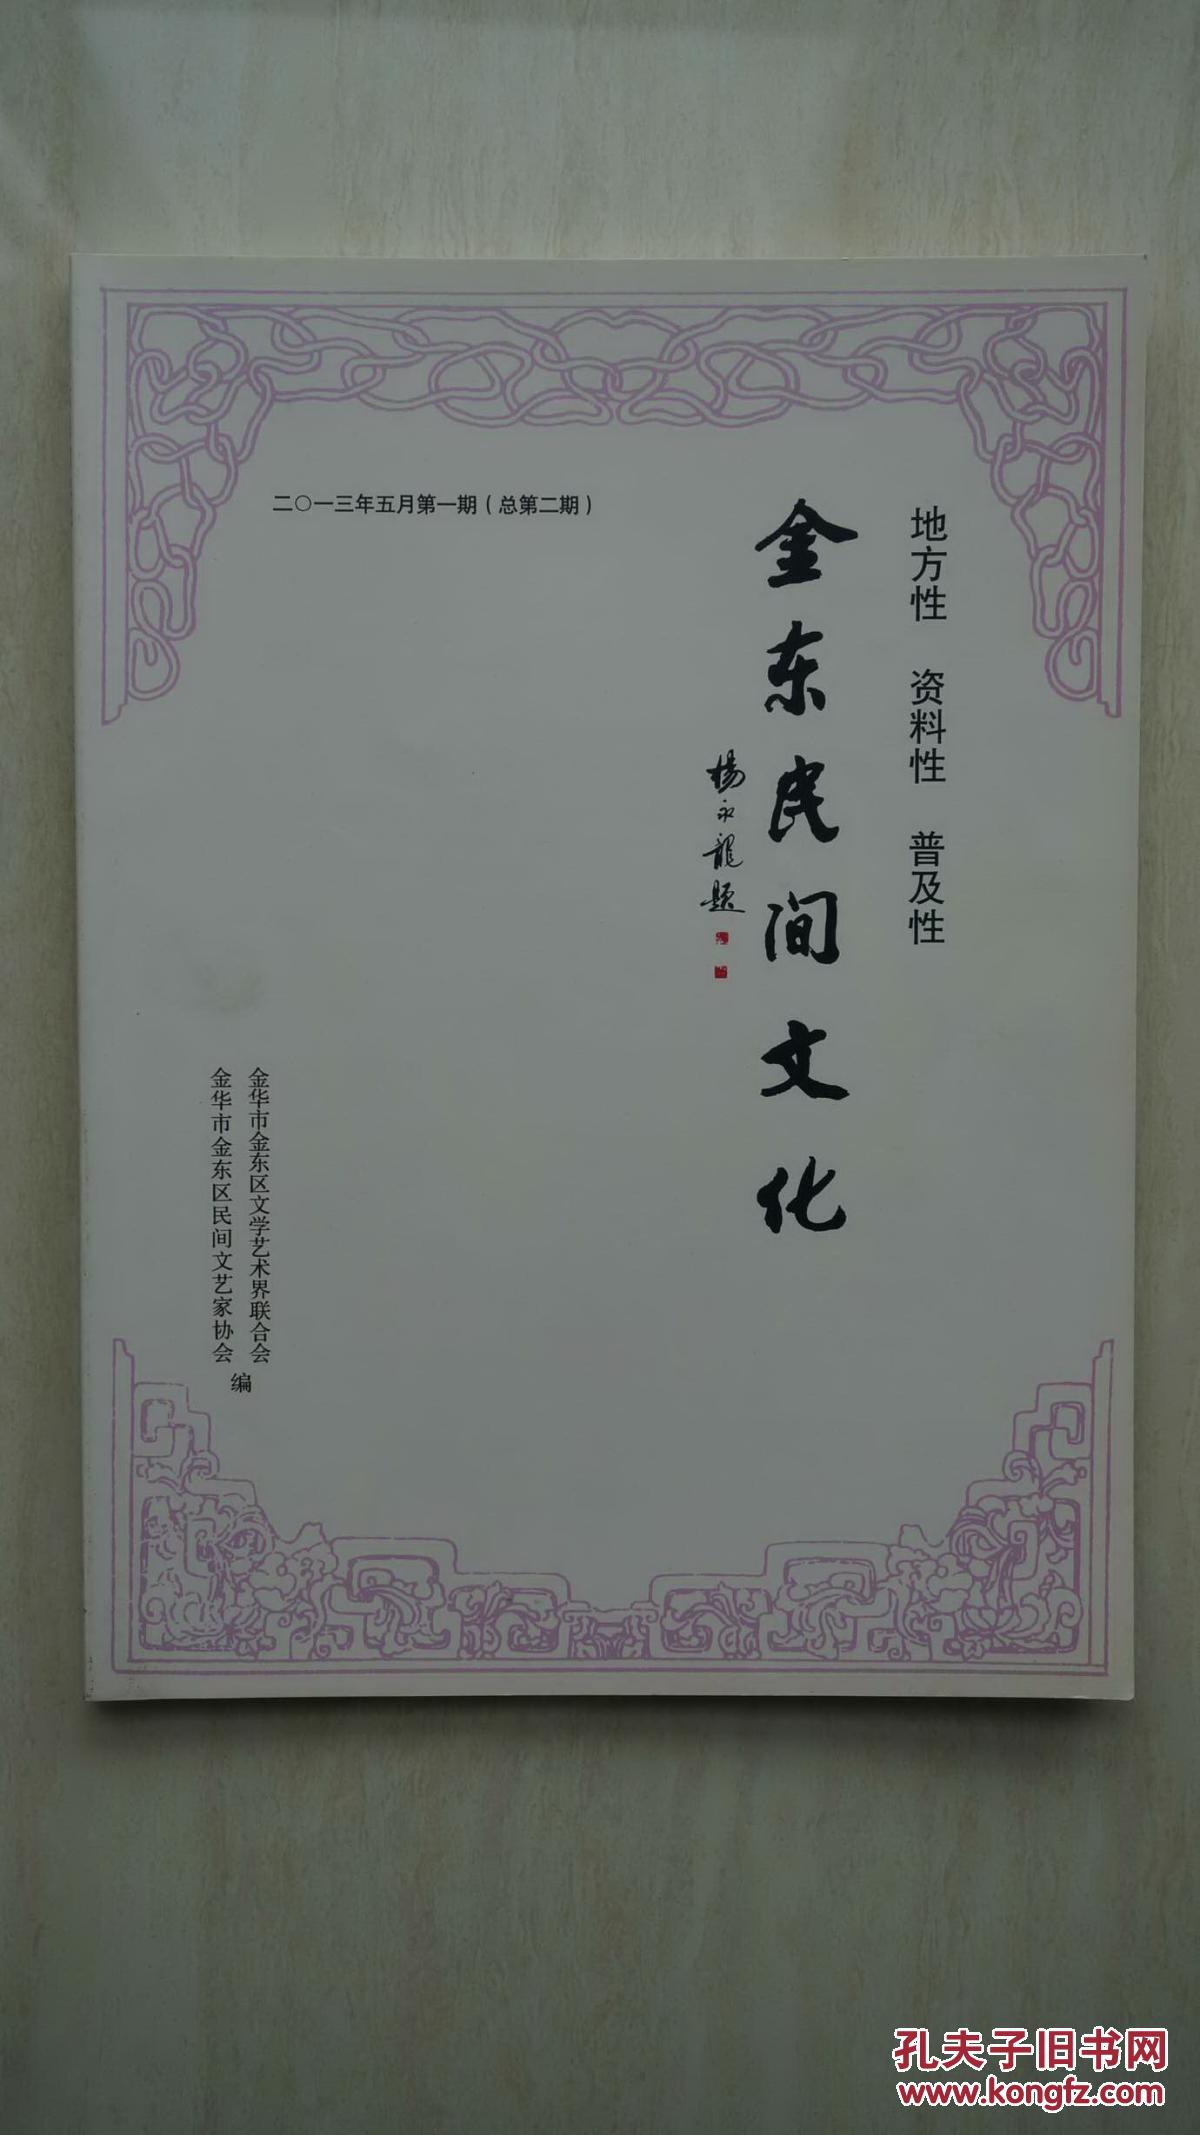 二〇一三年五月第一期（总第二期）
地方性 资料性 普及性
金东民间文化
杨永龍题
金华市金东区文学艺术界联合会
金华市金东区民间文艺家协会
编
孔夫子旧书网
www.kongfz.com